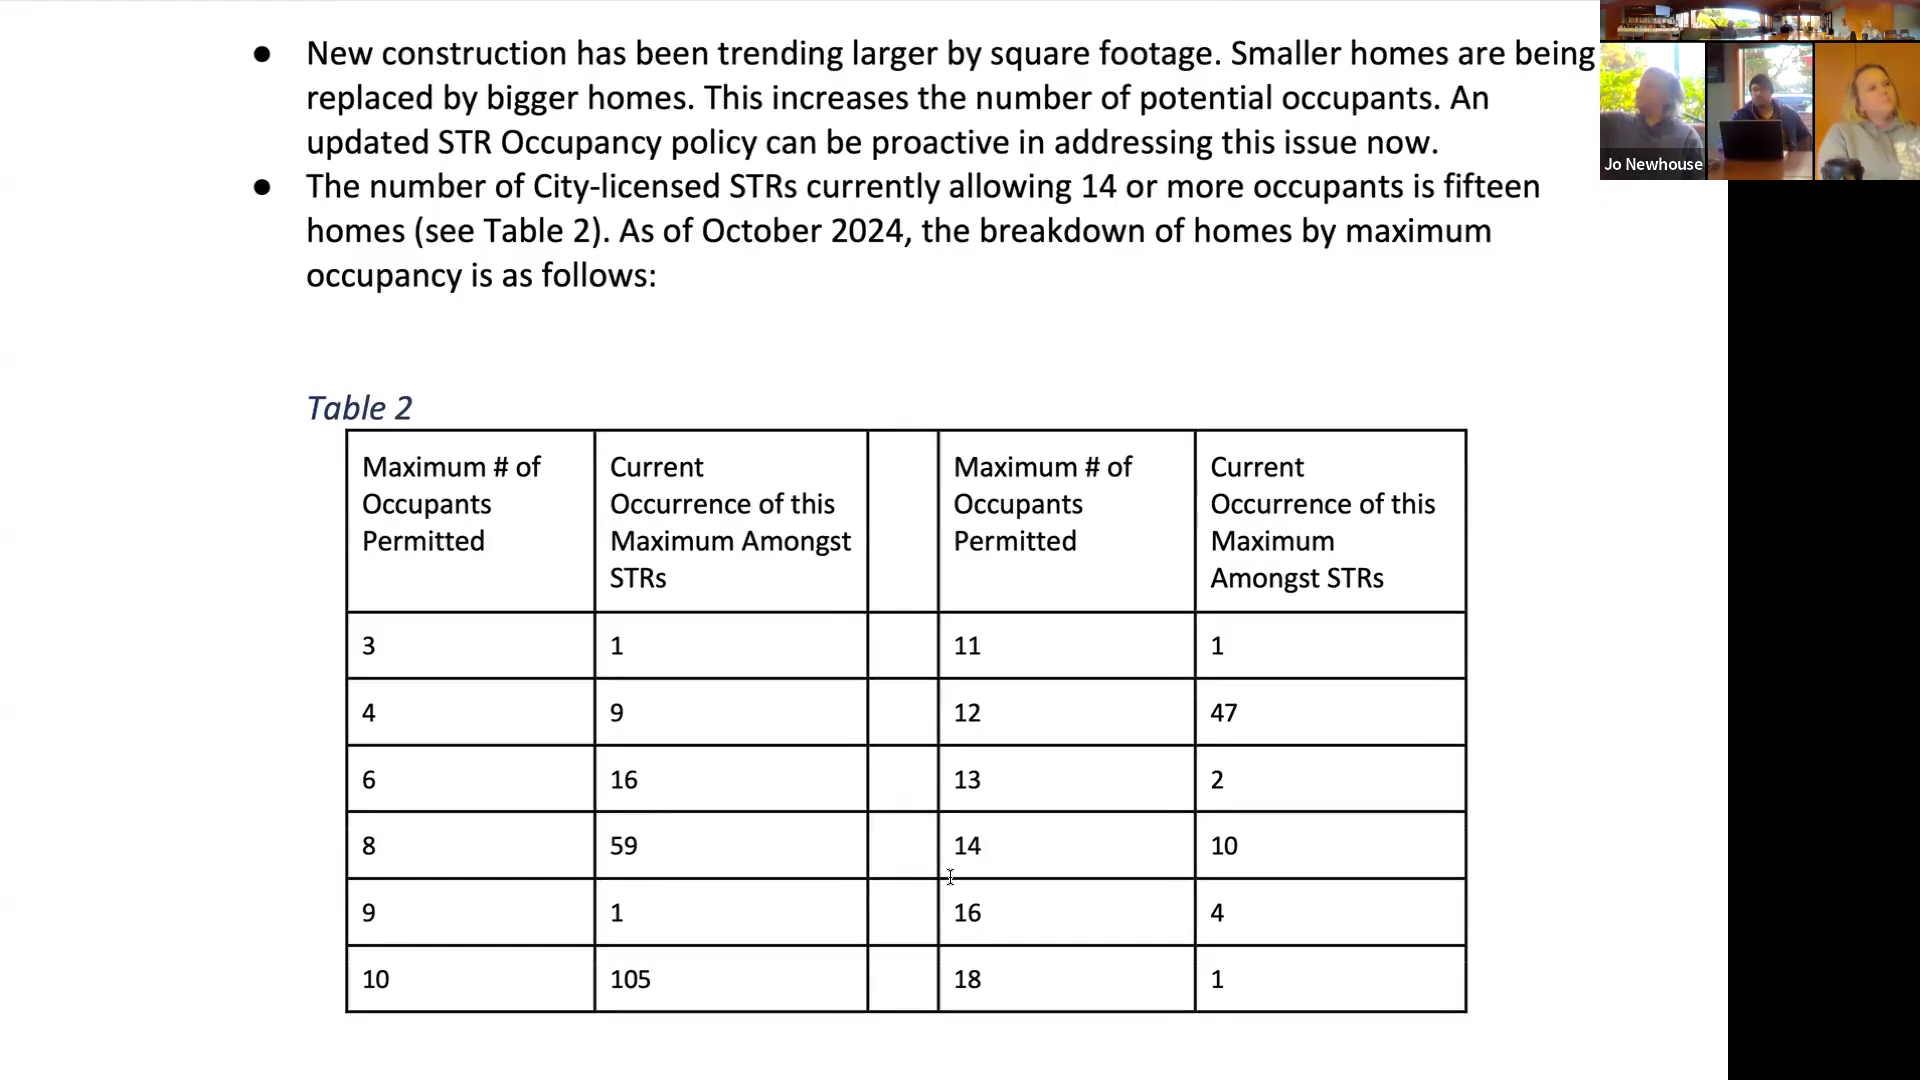 ● New construction has been trending larger by square footage. Smaller homes are being
replaced by bigger homes. This increases the number of potential occupants. An
updated STR Occupancy policy can be proactive in addressing this issue now.
● The number of City-licensed STRs currently allowing 14 or more occupants is fifteen
homes (see Table 2). As of October 2024, the breakdown of homes by maximum
occupancy is as follows:
Jo Newhouse
Table 2
Maximum # of
Occupants
Permitted
Current
Occurrence of this
Maximum Amongst
STRs
Maximum # of
Occupants
Permitted
Current
Occurrence of this
Maximum
Amongst STRs
3 1 11 1
4 9 12 47
6 16 13 2
8 59 14 10
9 1 16 4
10 105 18 1